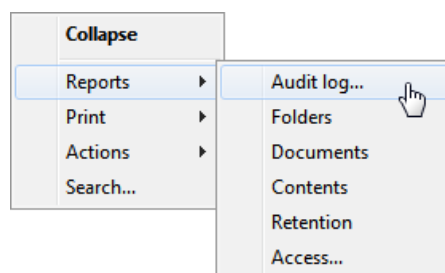 Collapse
Reports
Print
Actions
Search...
Audit log...
Folders
Documents
Contents
Retention
Access...